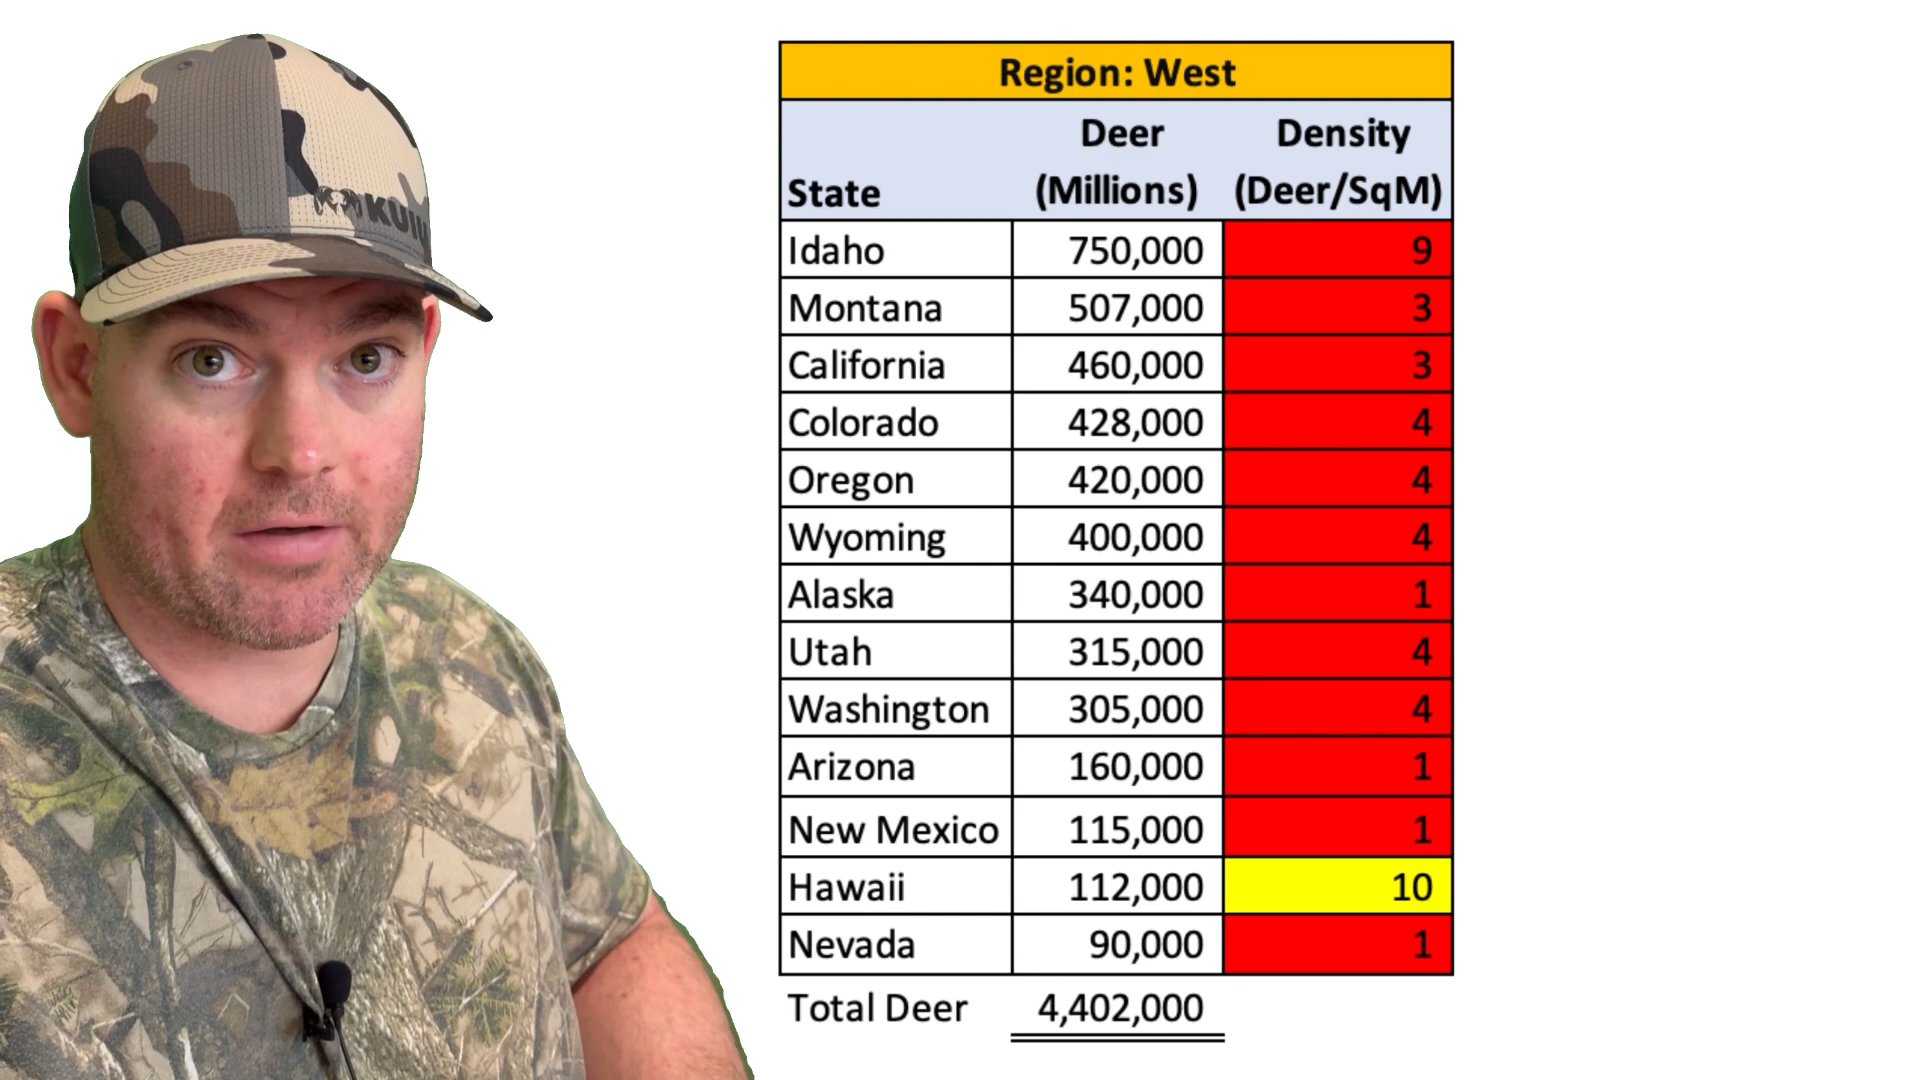 KUIU
Region: West
Deer Density
State (Millions) (Deer/SqM)
Idaho 750,000 9
Montana 507,000 3
California 460,000 3
Colorado 428,000 4
Oregon 420,000 4
Wyoming 400,000 4
Alaska 340,000 1
Utah 315,000 4
Washington 305,000 4
Arizona 160,000 1
New Mexico 115,000 1
Hawaii 112,000 10
Nevada 90,000 1
Total Deer 4,402,000